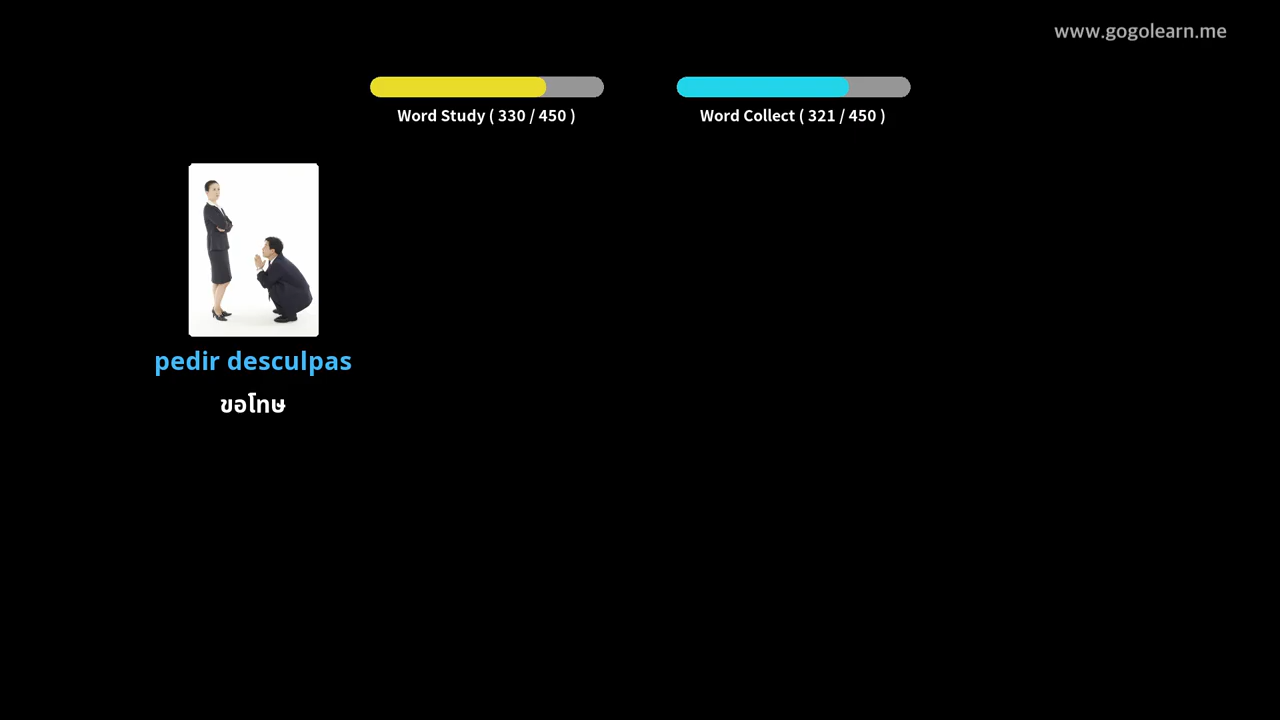 www.gogolearn.me
Word Study ( 330 / 450 )
Word Collect ( 321 / 450 )
pedir desculpas
ขอโทษ